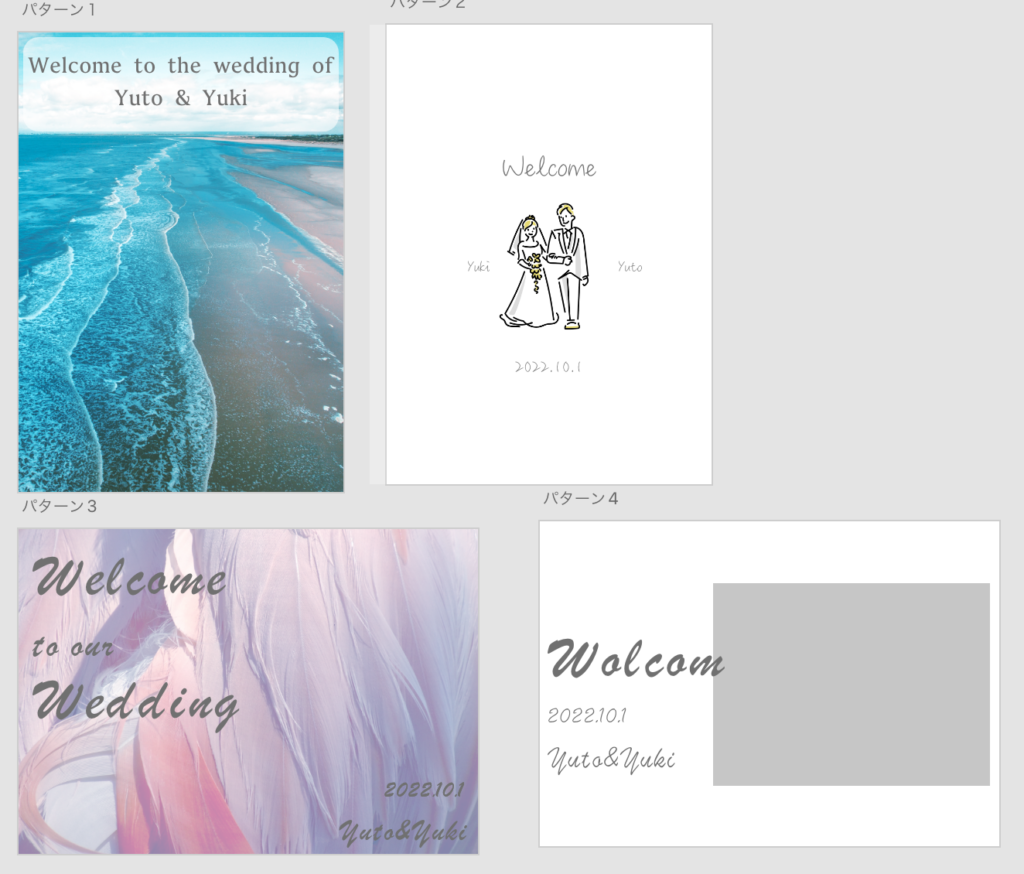 パターン1
Welcome to the wedding of
Yuto & Yuki
パターン2
Welcome
Yuki
Yuto
2022.10.1
パターン3
Welcome
to our
Wedding
2022.10.1
Yuto&Yuki
パターン4
Wolcom
2022.10.1
Yuto&Yuki